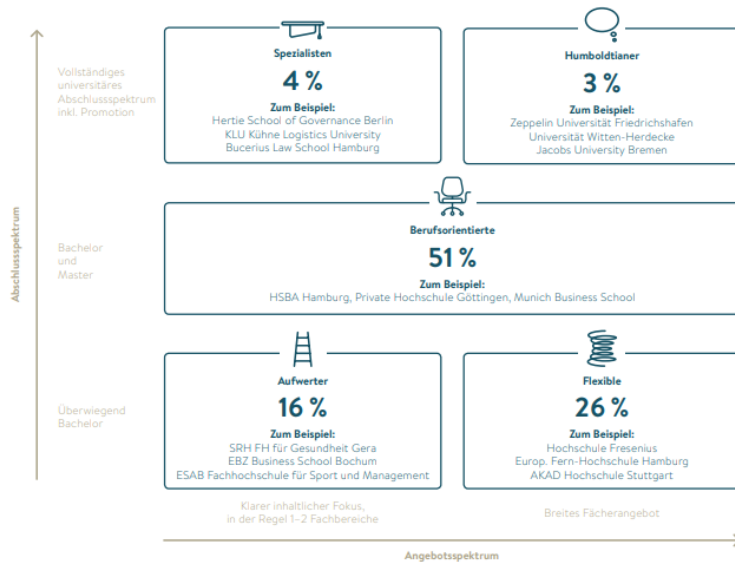 Vollständiges
universitäres
Abschlussspektrum
inkl. Promotion
Spezialisten
4 %
Zum Beispiel:
Hertie School of Governance Berlin
KLU Kühne Logistics University
Bucerius Law School Hamburg
Humboldtianer
3 %
Zum Beispiel:
Zeppelin Universität Friedrichshafen
Universität Witten-Herdecke
Jacobs University Bremen
Abschlussspektrum
Bachelor
und
Master
Berufsorientierte
51 %
Zum Beispiel:
HSBA Hamburg, Private Hochschule Göttingen, Munich Business School
Überwiegend
Bachelor
Aufwerter
16 %
Zum Beispiel:
SRH FH für Gesundheit Gera
EBZ Business School Bochum
ESAB Fachhochschule für Sport und Management
Flexible
26 %
Zum Beispiel:
Hochschule Fresenius
Europ. Fern-Hochschule Hamburg
AKAD Hochschule Stuttgart
Klarer inhaltlicher Fokus,
in der Regel 1–2 Fachbereiche
Breites Fächerangebot
Angebotsspektrum